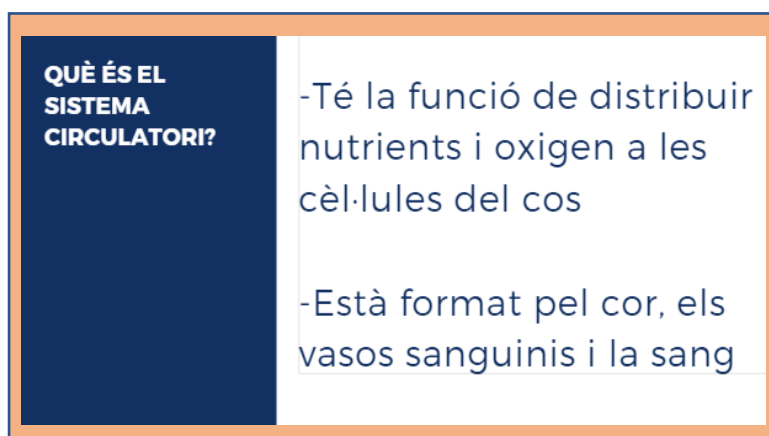 QUÈ ÉS EL
SISTEMA
CIRCULATORI?
-Té la funció de distribuir
nutrients i oxigen a les
cèl·lules del cos
-Està format pel cor, els
vasos sanguinis i la sang